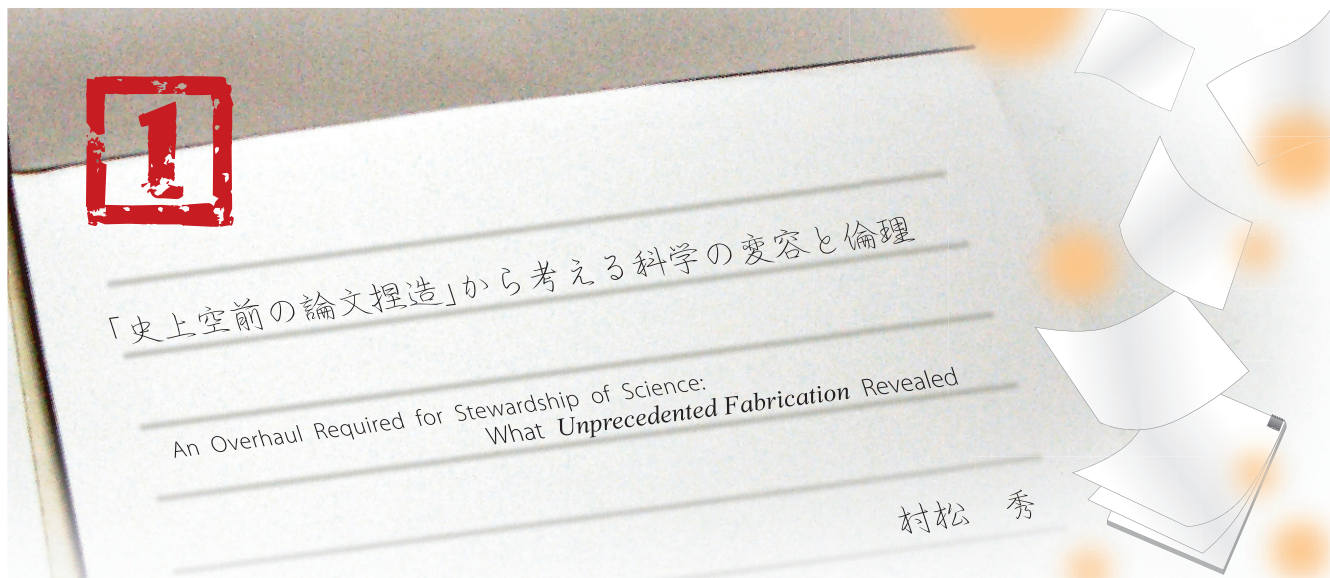 1
「史上空前の論文捏造」から考える科学の変容と倫理
An Overhaul Required for Stewardship of Science:
What Unprecedented Fabrication Revealed
村松 秀